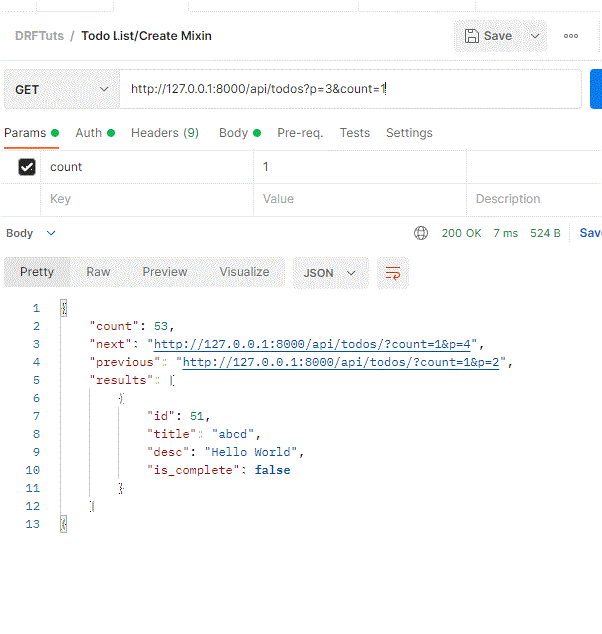 DRFTuts / Todo List/Create Mixin Save
GET http://127.0.0.1:8000/api/todos?p=3&count=1
Params Auth Headers (9) Body Pre-req. Tests Settings
count 1
Key Value Description
Body 200 OK 7 ms 524 B Save
Pretty Raw Preview Visualize JSON
1 {
2 "count": 53,
3 "next": "http://127.0.0.1:8000/api/todos/?count=1&p=4",
4 "previous": "http://127.0.0.1:8000/api/todos/?count=1&p=2",
5 "results": [
6 {
7 "id": 51,
8 "title": "abcd",
9 "desc": "Hello World",
10 "is_complete": false
11 }
12 ]
13 }